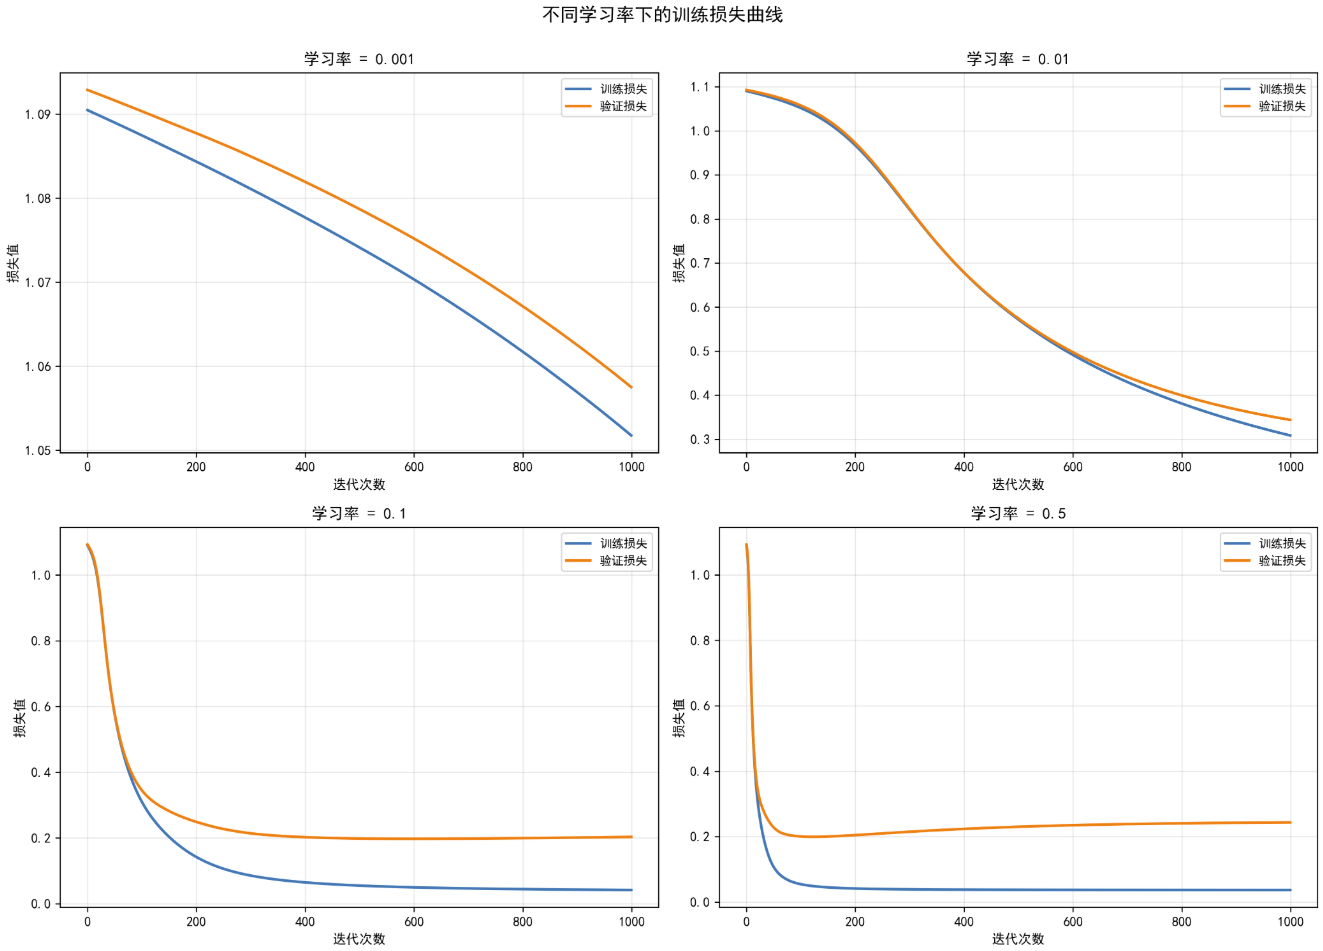 不同学习率下的训练损失曲线
学习率 = 0.001
训练损失
验证损失
损失值
1.09
1.08
1.07
1.06
1.05
0 200 400 600 800 1000
迭代次数
学习率 = 0.01
训练损失
验证损失
损失值
1.1
1.0
0.9
0.8
0.7
0.6
0.5
0.4
0.3
0 200 400 600 800 1000
迭代次数
学习率 = 0.1
训练损失
验证损失
损失值
1.0
0.8
0.6
0.4
0.2
0.0
0 200 400 600 800 1000
迭代次数
学习率 = 0.5
训练损失
验证损失
损失值
1.0
0.8
0.6
0.4
0.2
0.0
0 200 400 600 800 1000
迭代次数